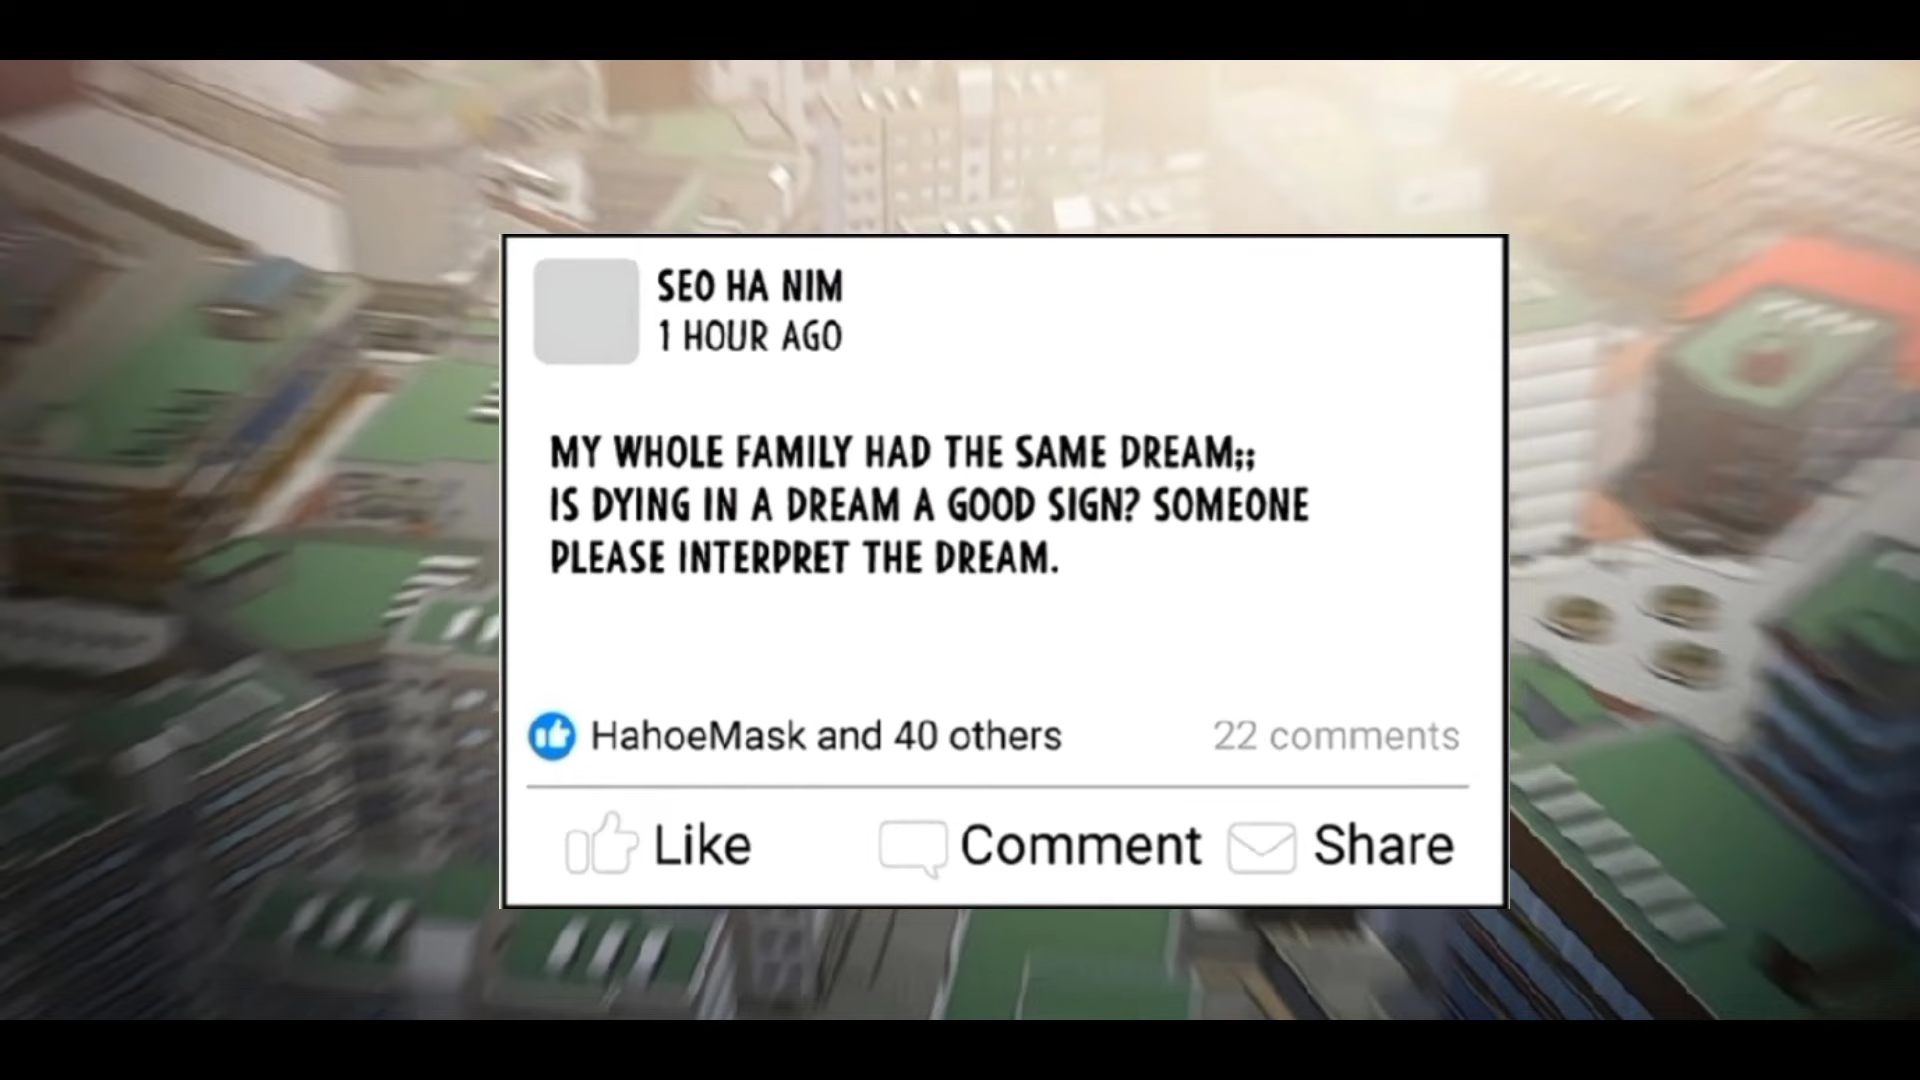 SEO HA NIM
1 HOUR AGO
MY WHOLE FAMILY HAD THE SAME DREAM;;
IS DYING IN A DREAM A GOOD SIGN? SOMEONE
PLEASE INTERPRET THE DREAM.
HahoeMask and 40 others 22 comments
Like Comment Share